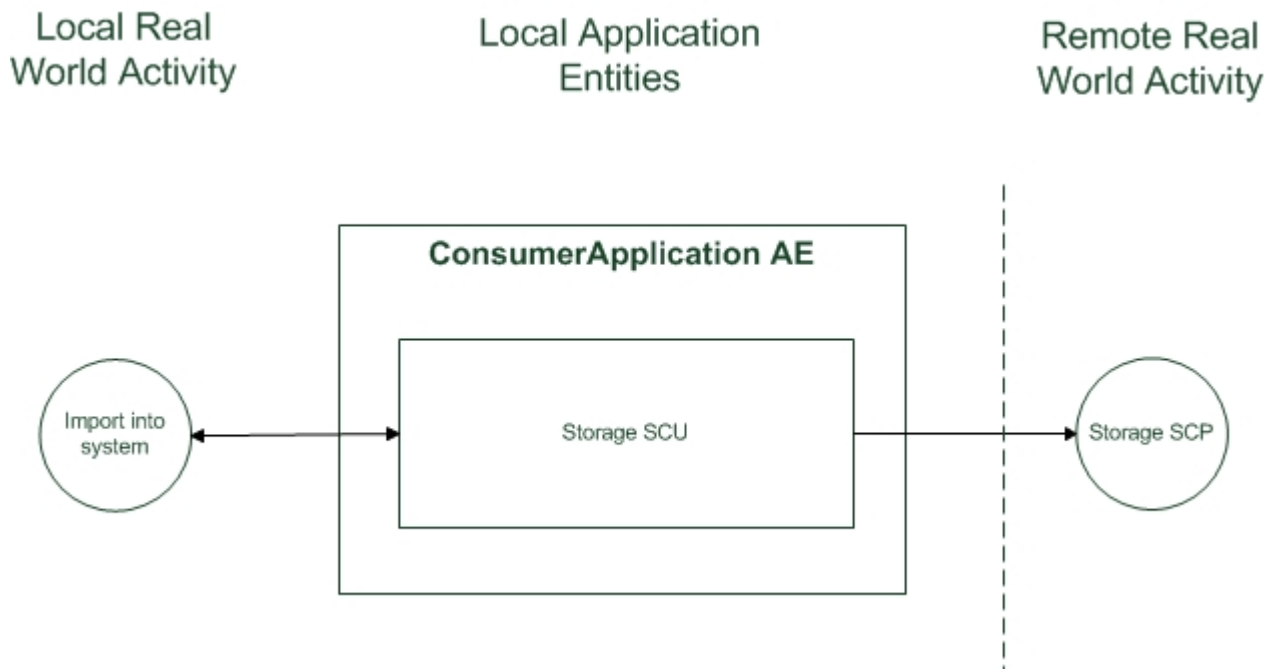 Local Real
World Activity
Local Application
Entities
Remote Real
World Activity
ConsumerApplication AE
Import into
system
Storage SCU
Storage SCP